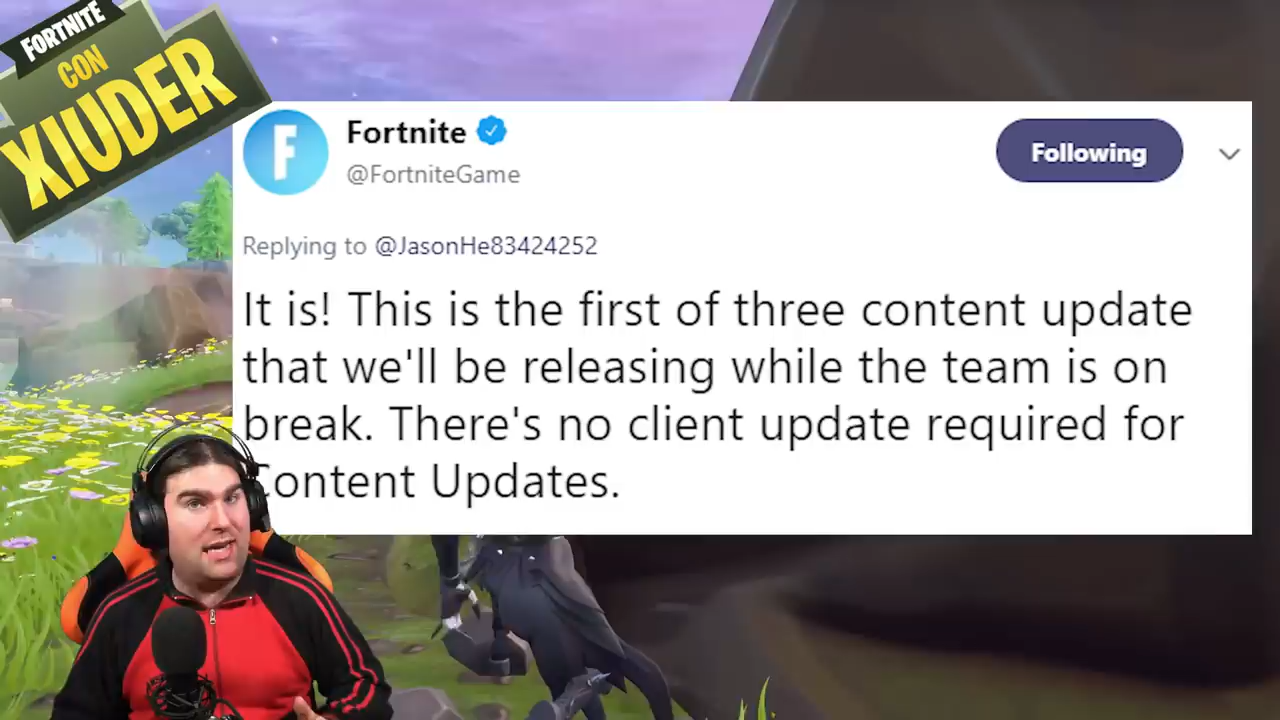 FORTNITE
CON
XIUDER
Fortnite
@FortniteGame
Following
Replying to @JasonHe83424252
It is! This is the first of three content update
that we'll be releasing while the team is on
break. There's no client update required for
Content Updates.